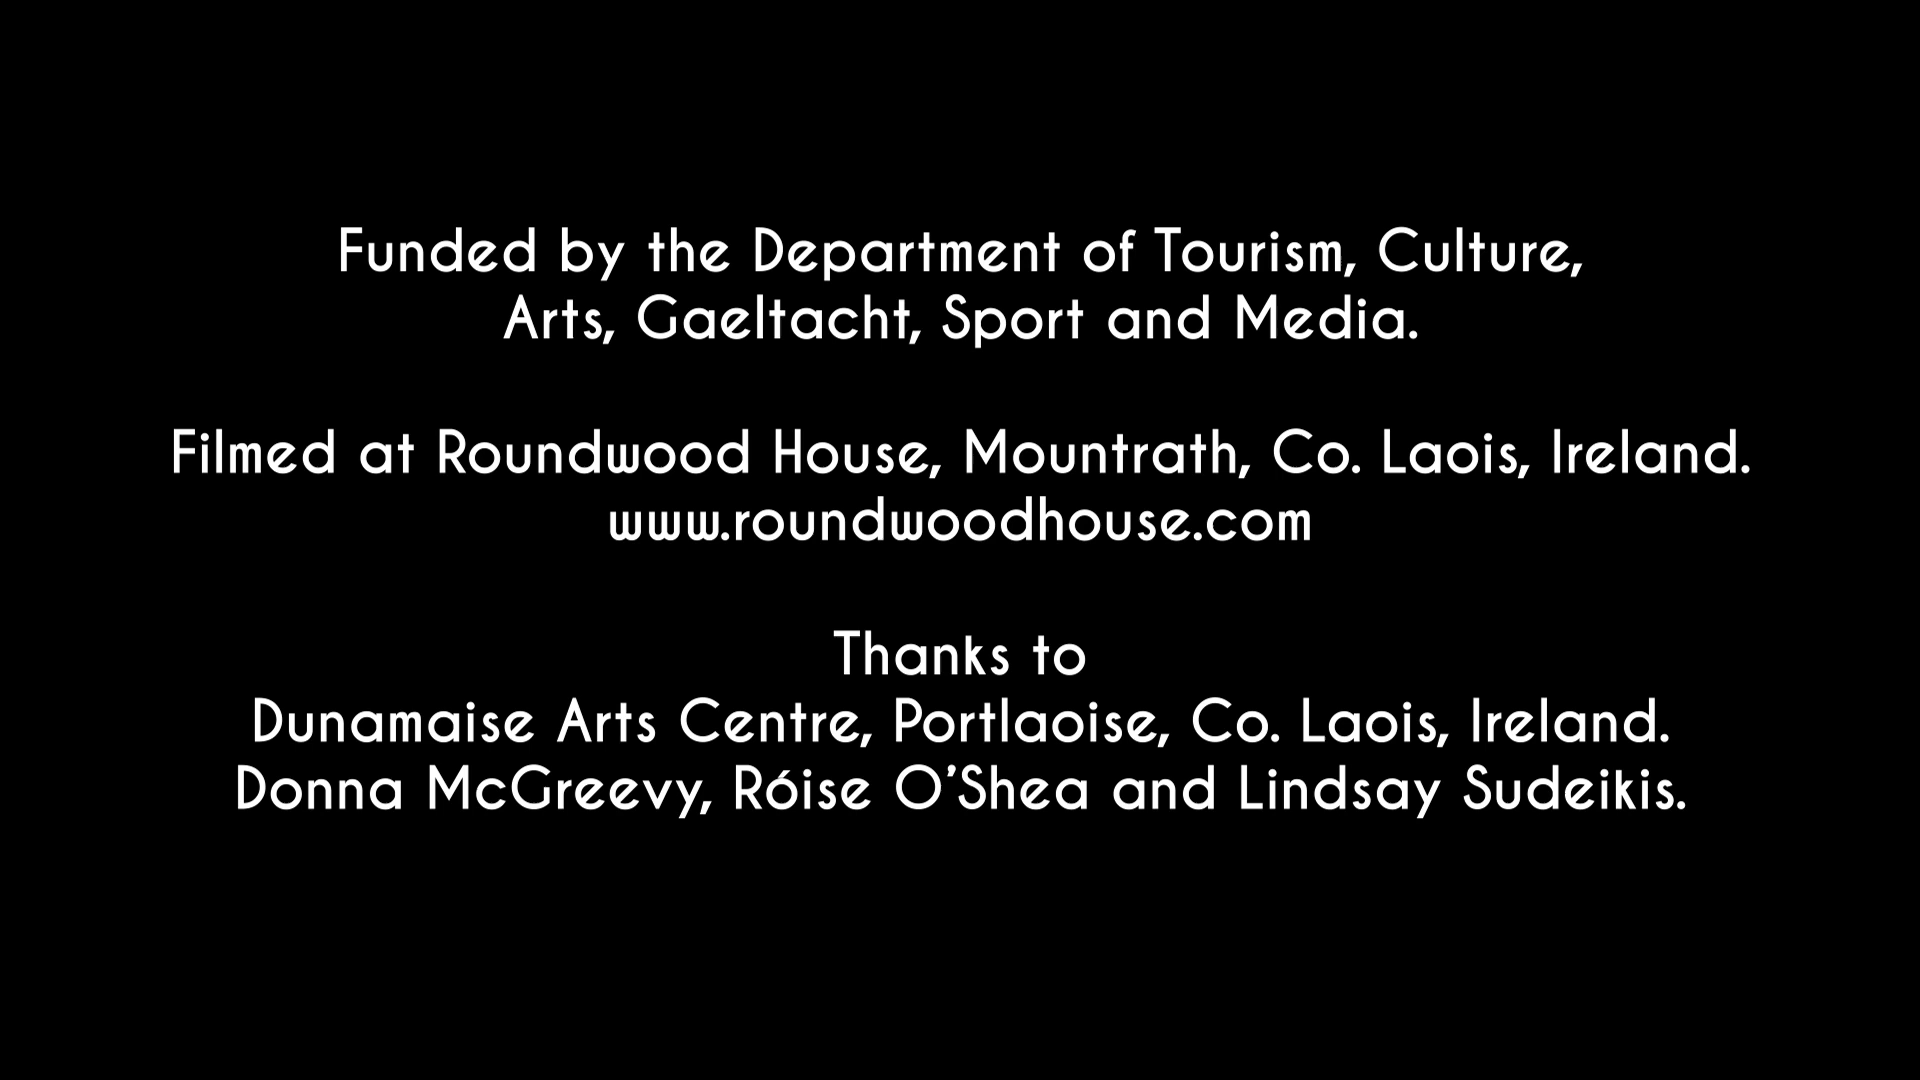 Funded by the Department of Tourism, Culture,
Arts, Gaeltacht, Sport and Media.
Filmed at Roundwood House, Mountrath, Co. Laois, Ireland.
www.roundwoodhouse.com
Thanks to
Dunamaise Arts Centre, Portlaoise, Co. Laois, Ireland.
Donna McGreevy, Róise O'Shea and Lindsay Sudeikis.